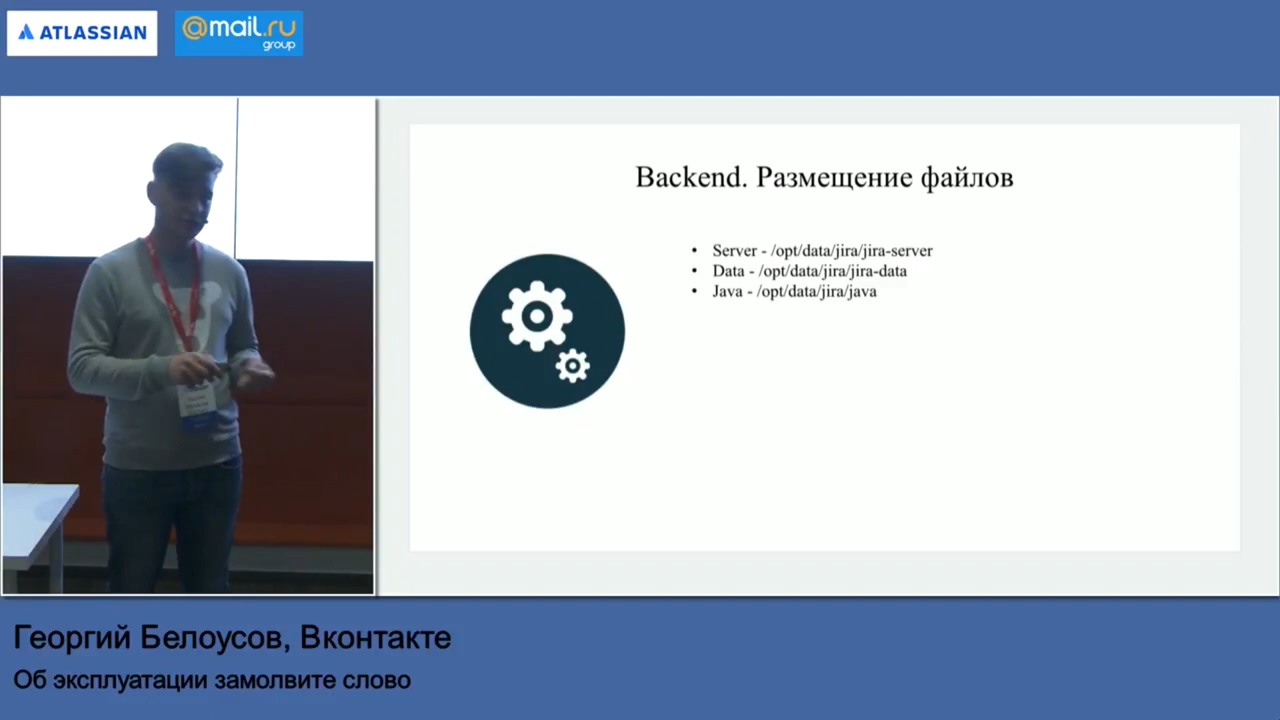 ATLASSIAN
@mail.ru
group
Backend. Размещение файлов
• Server - /opt/data/jira/jira-server
• Data - /opt/data/jira/jira-data
• Java - /opt/data/jira/java
Георгий Белоусов, Вконтакте
Об эксплуатации замолвите слово